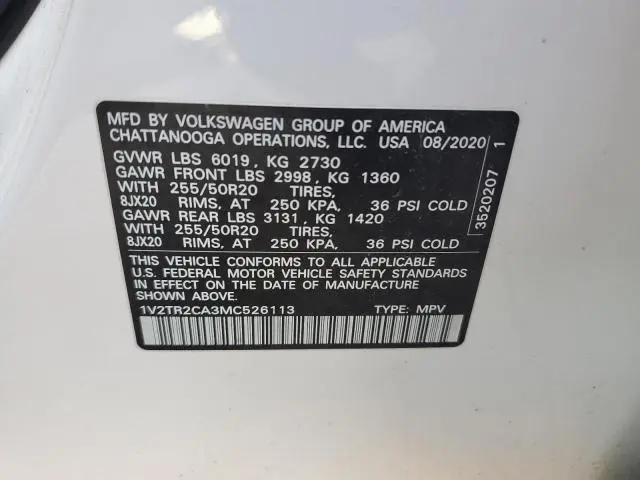 MFD BY VOLKSWAGEN GROUP OF AMERICA
CHATTANOOGA OPERATIONS, LLC. USA 08/2020
GVWR LBS 6019, KG 2730
GAWR FRONT LBS 2998, KG 1360
WITH 255/50R20 TIRES,
8JX20 RIMS, AT 250 KPA, 36 PSI COLD
GAWR REAR LBS 3131, KG 1420
WITH 255/50R20 TIRES,
8JX20 RIMS, AT 250 KPA, 36 PSI COLD
THIS VEHICLE CONFORMS TO ALL APPLICABLE
U.S. FEDERAL MOTOR VEHICLE SAFETY STANDARDS
IN EFFECT ON THE DATE OF MANUFACTURE
SHOWN ABOVE.
1V2TR2CA3MC526113 TYPE: MPV
3520207 1